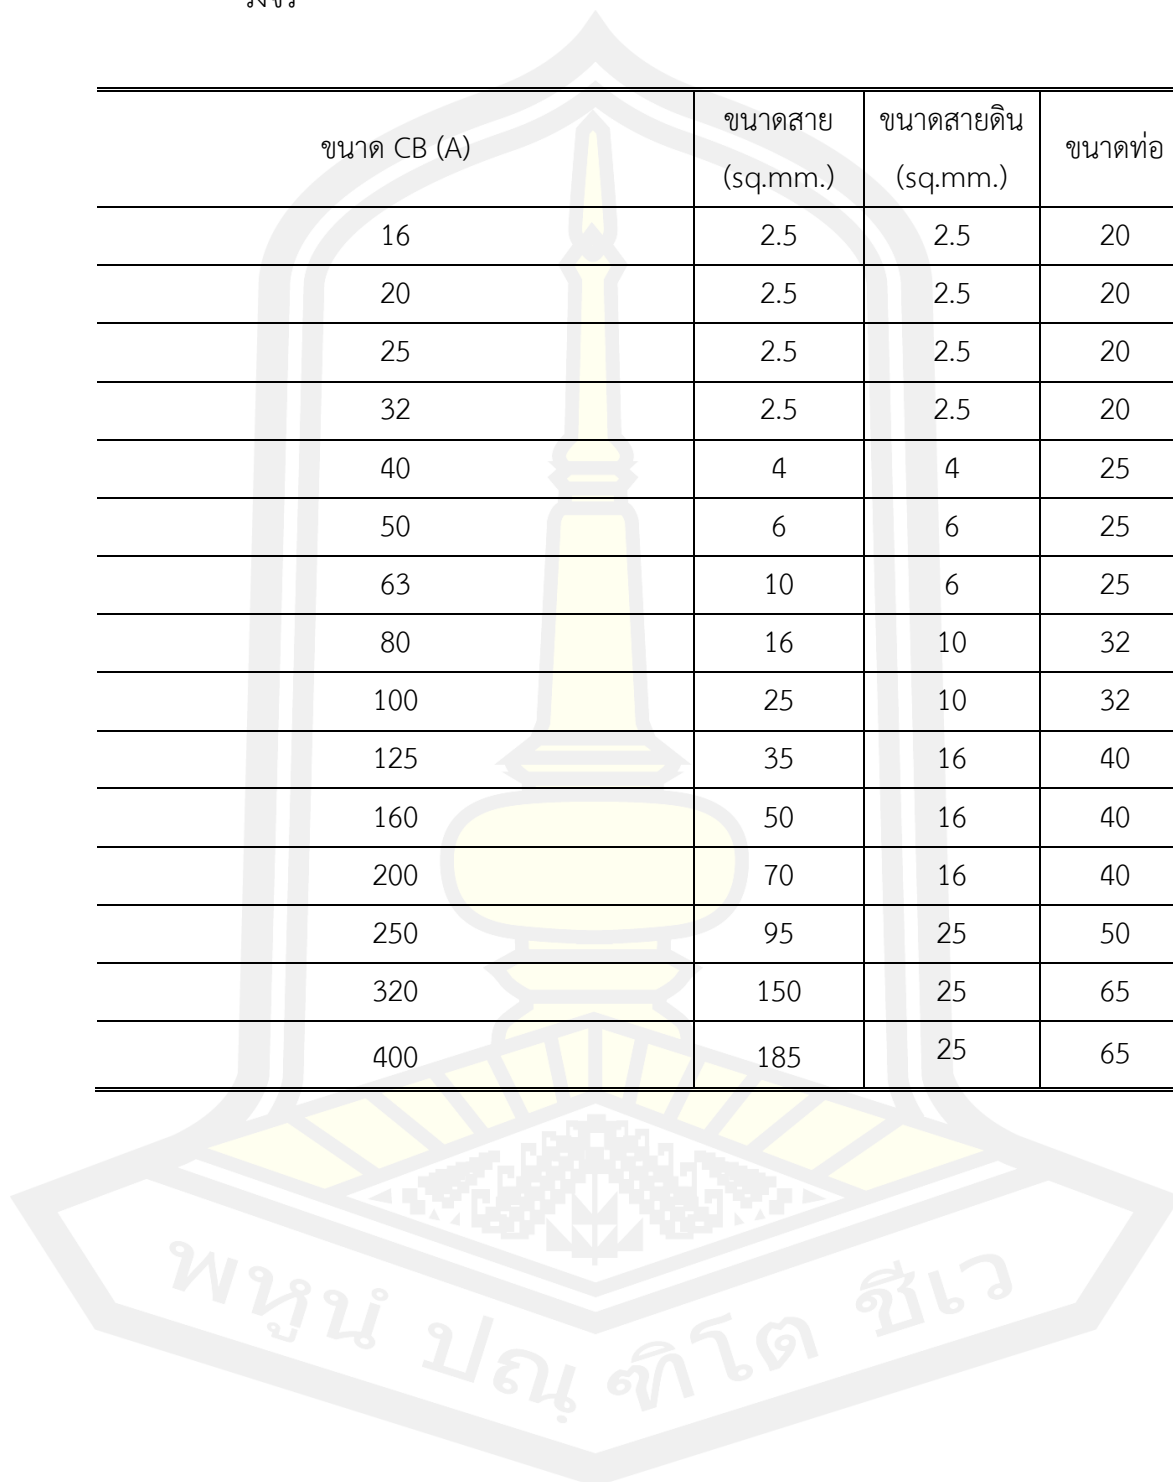 ขนาด CB (A) ขนาดสาย (sq.mm.) ขนาดสายดิน (sq.mm.) ขนาดท่อ
16 2.5 2.5 20
20 2.5 2.5 20
25 2.5 2.5 20
32 2.5 2.5 20
40 4 4 25
50 6 6 25
63 10 6 25
80 16 10 32
100 25 10 32
125 35 16 40
160 50 16 40
200 70 16 40
250 95 25 50
320 150 25 65
400 185 25 65
พหูนํ ปณฺฑิโต ชีเว